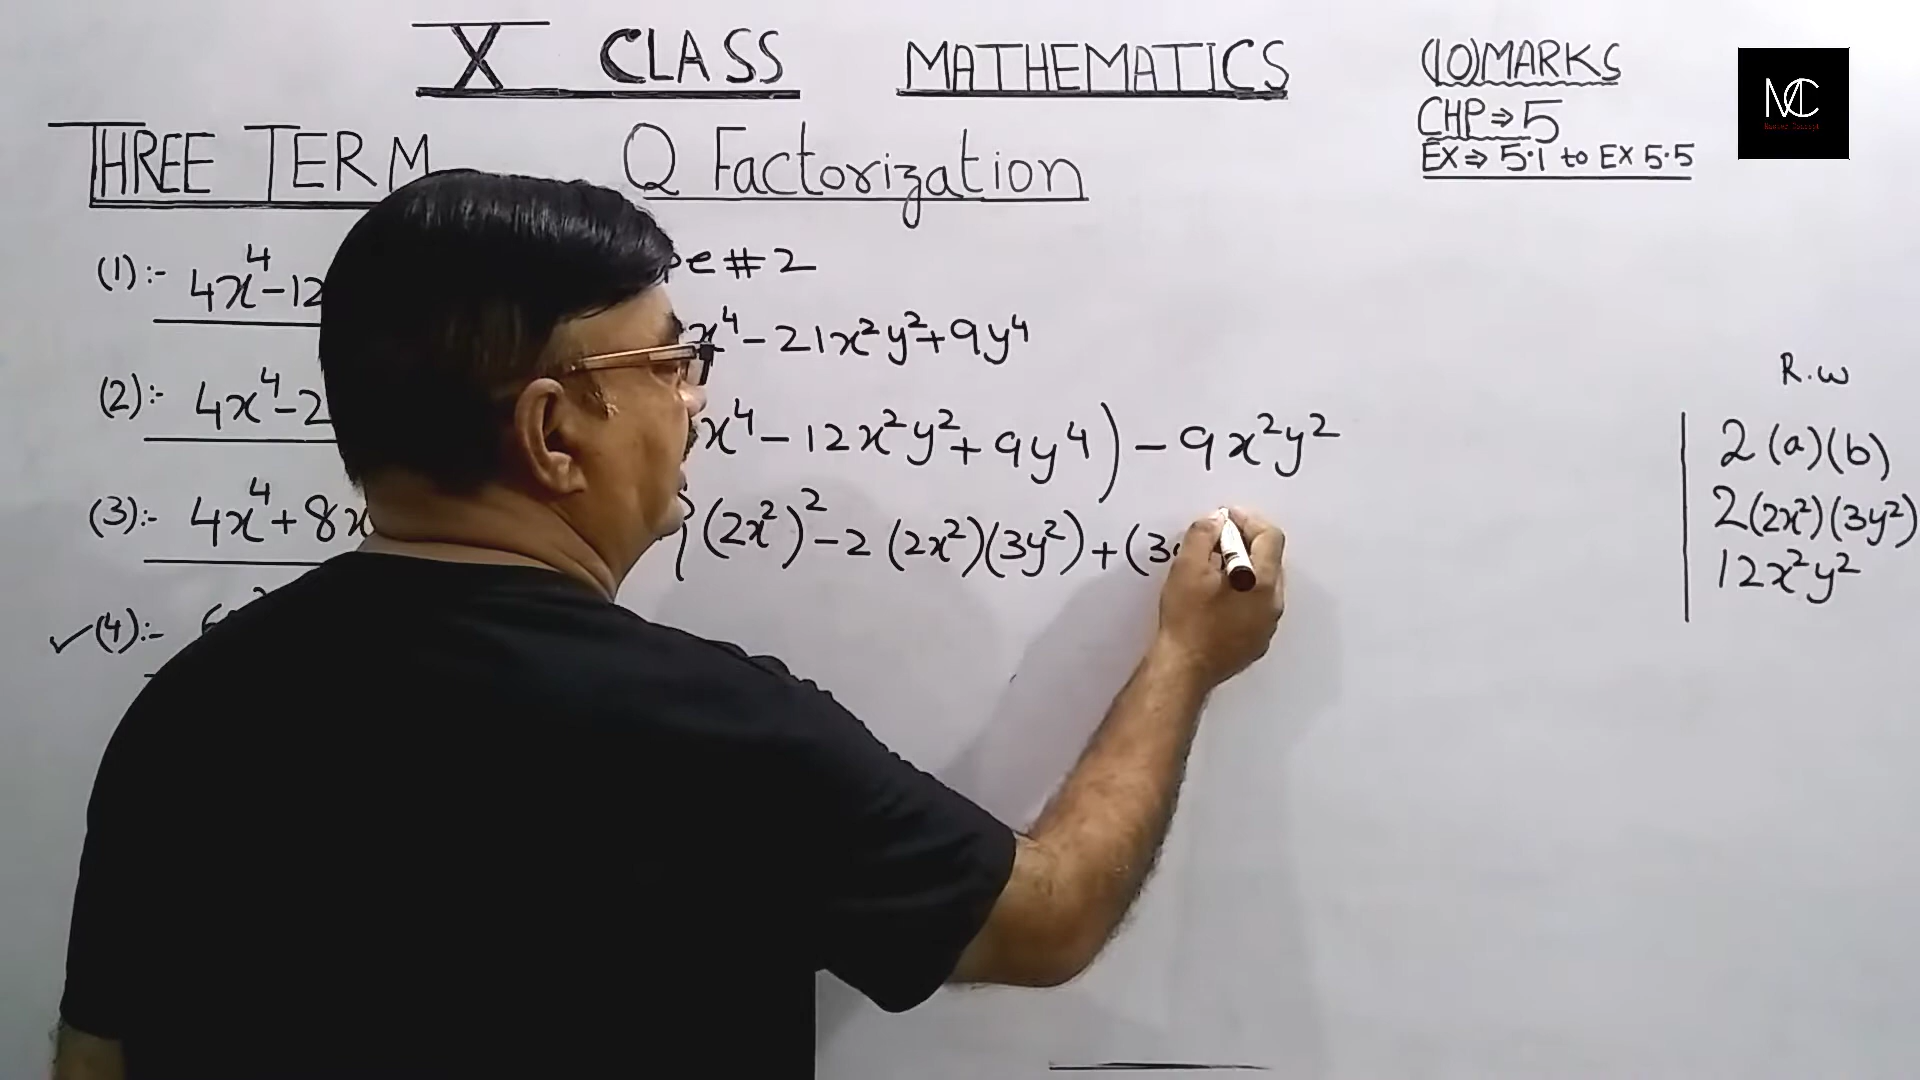 X CLASS MATHEMATICS
(10)MARKS
CHP⇒5
EX⇒5.1 to EX 5.5
MC
THREE TERM Q Factorization
(1):- 4x⁴-12
(2):- 4x⁴-2
(3):- 4x⁴+8x
(4):-
#2
x⁴-21x²y²+9y⁴
x⁴-12x²y²+9y⁴)-9x²y²
{(2x²)²-2(2x²)(3y²)+(3
R.W
2(a)(b)
2(2x²)(3y²)
12x²y²